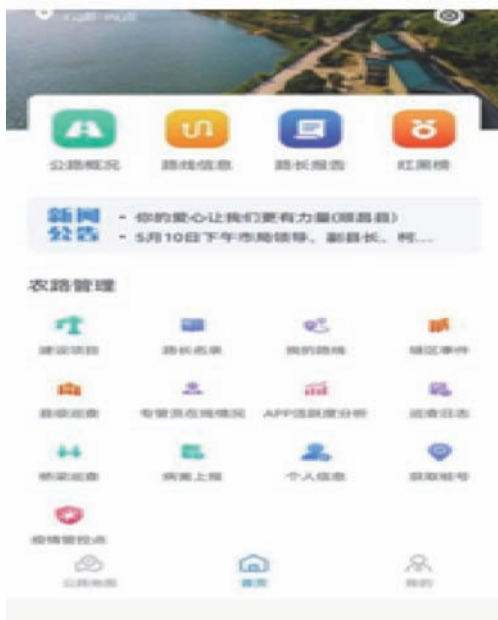 公路概况 路线信息 路长报告 红黑榜
新闻 · 你的爱心让我们更有力量(顺昌县)
公告 · 5月10日下午市局领导、副县长、柯...
农路管理
建设项目 路长名录 我的路线 辖区事件
县级巡查 专管员在线情况 APP活跃度分析 巡查日志
桥梁巡查 病害上报 个人信息 获取桩号
疫情管控点
公路地图 首页 我的